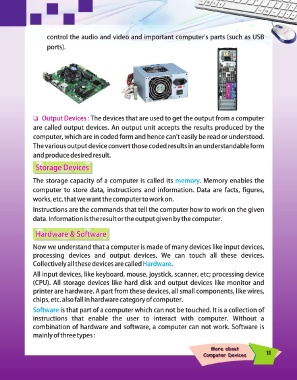 control the audio and video and important computer's parts (such as USB
ports).
❑ Output Devices : The devices that are used to get the output from a computer
are called output devices. An output unit accepts the results produced by the
computer, which are in coded form and hence can't easily be read or understood.
The various output device convert those coded results in an understandable form
and produce desired result.
Storage Devices
The storage capacity of a computer is called its memory. Memory enables the
computer to store data, instructions and information. Data are facts, figures,
works, etc. that we want the computer to work on.
Instructions are the commands that tell the computer how to work on the given
data. Information is the result or the output given by the computer.
Hardware & Software
Now we understand that a computer is made of many devices like input devices,
processing devices and output devices. We can touch all these devices.
Collectively all these devices are called Hardware.
All input devices, like keyboard, mouse, joystick, scanner, etc; processing device
(CPU). All storage devices like hard disk and output devices like monitor and
printer are hardware. A part from these devices, all small components, like wires,
chips, etc. also fall in hardware category of computer.
Software is that part of a computer which can not be touched. It is a collection of
instructions that enable the user to interact with computer. Without a
combination of hardware and software, a computer can not work. Software is
mainly of three types :
More about
Computer Devices
11